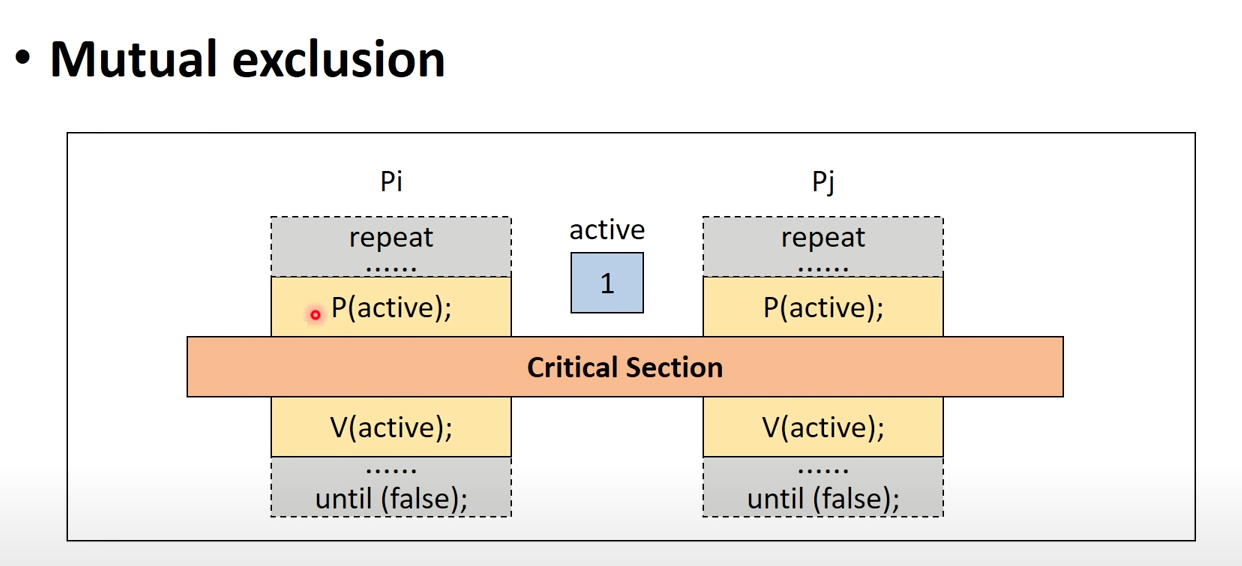 • Mutual exclusion
Pi
repeat
......
P(active);
active
1
Pj
repeat
......
P(active);
Critical Section
V(active);
......
until (false);
V(active);
......
until (false);